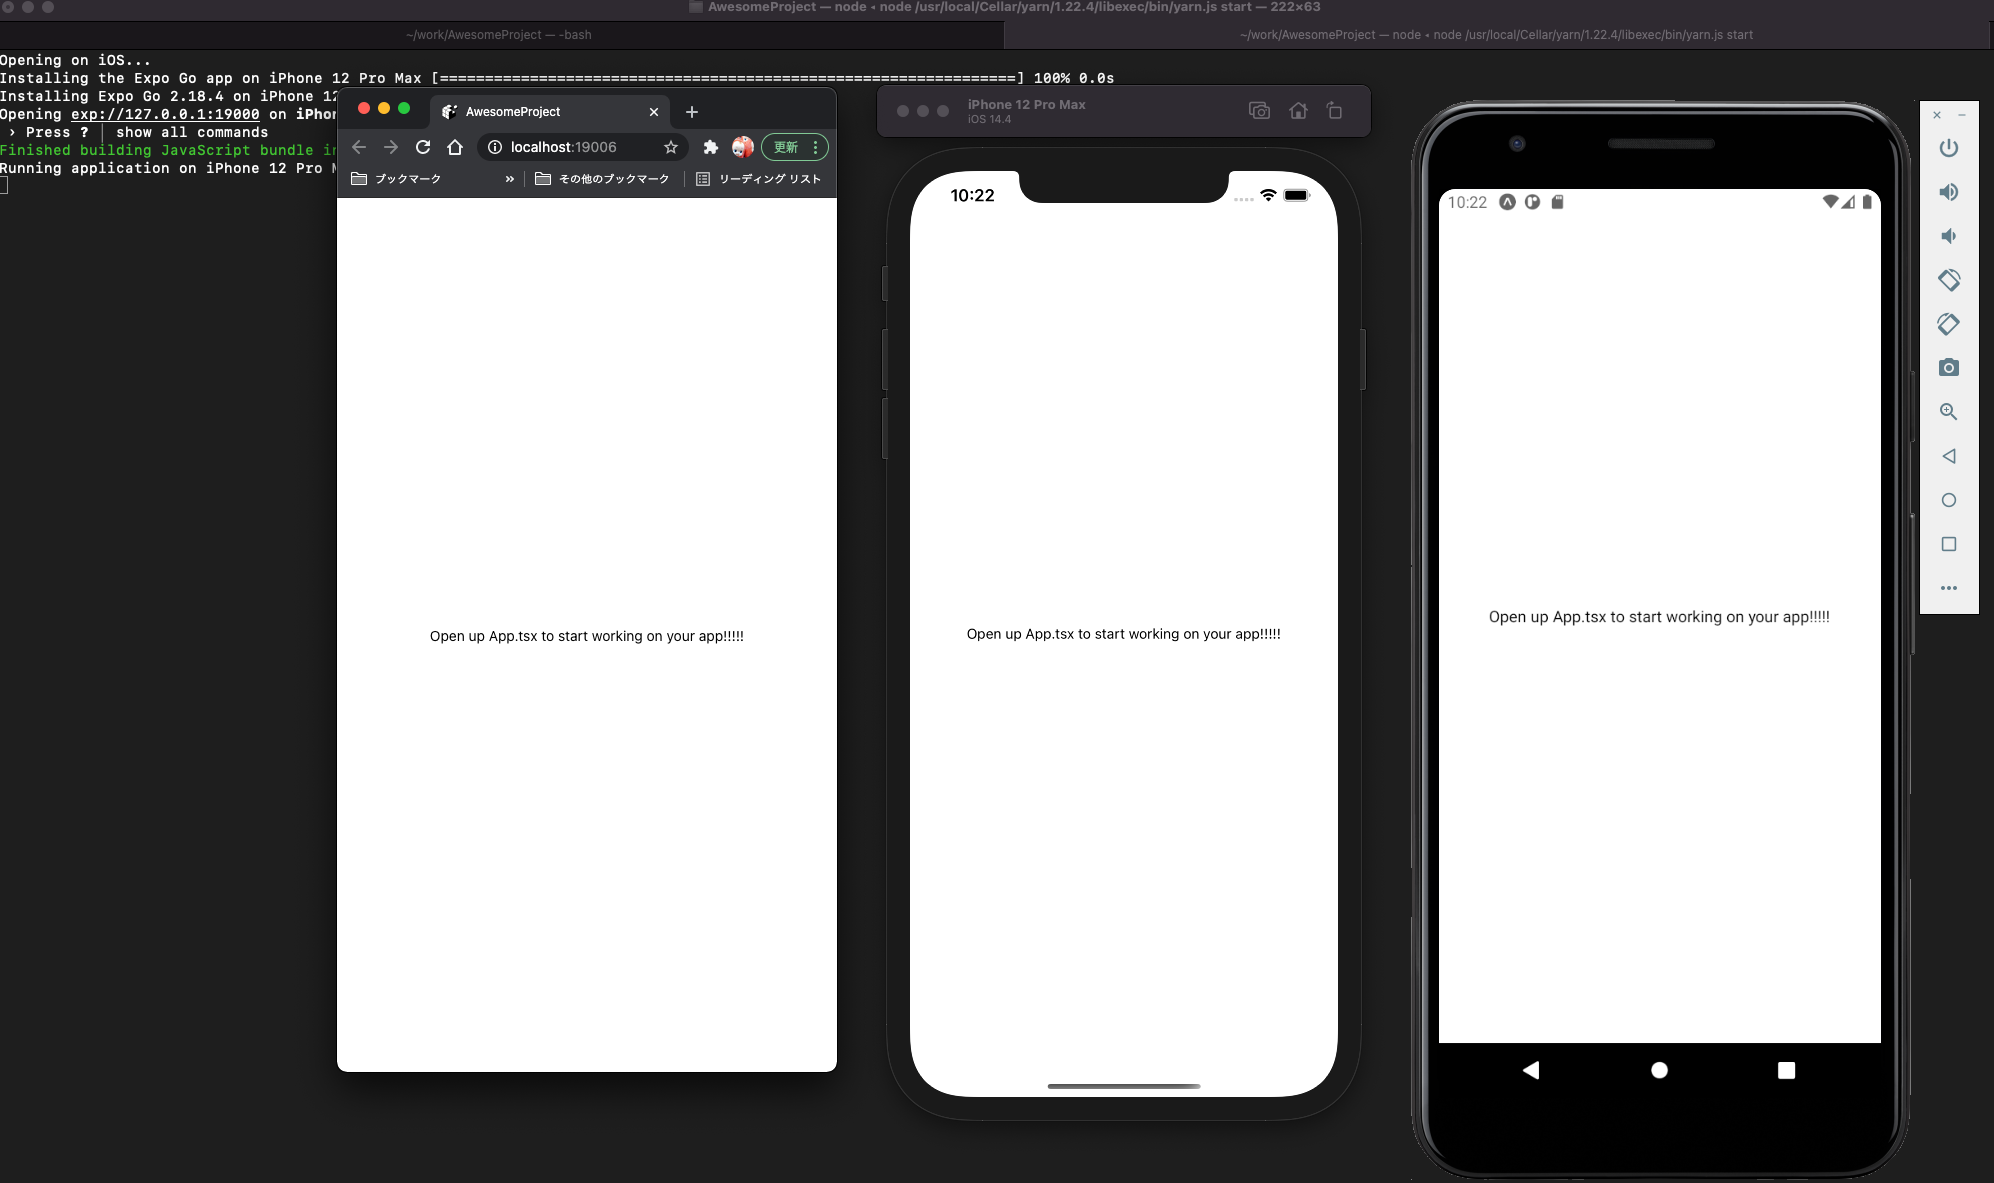 AwesomeProject — node ◂ node /usr/local/Cellar/yarn/1.22.4/libexec/bin/yarn.js start — 222×63
~/work/AwesomeProject — -bash
~/work/AwesomeProject — node ◂ node /usr/local/Cellar/yarn/1.22.4/libexec/bin/yarn.js start
Opening on iOS...
Installing the Expo Go app on iPhone 12 Pro Max [================================================================] 100% 0.0s
Installing Expo Go 2.18.4 on iPhone 12
Opening exp://127.0.0.1:19000 on iPhon
› Press ? │ show all commands
Finished building JavaScript bundle in
Running application on iPhone 12 Pro M
AwesomeProject
localhost:19006
更新
ブックマーク
»
その他のブックマーク
リーディング リスト
Open up App.tsx to start working on your app!!!!!
iPhone 12 Pro Max
iOS 14.4
10:22
Open up App.tsx to start working on your app!!!!!
10:22
Open up App.tsx to start working on your app!!!!!